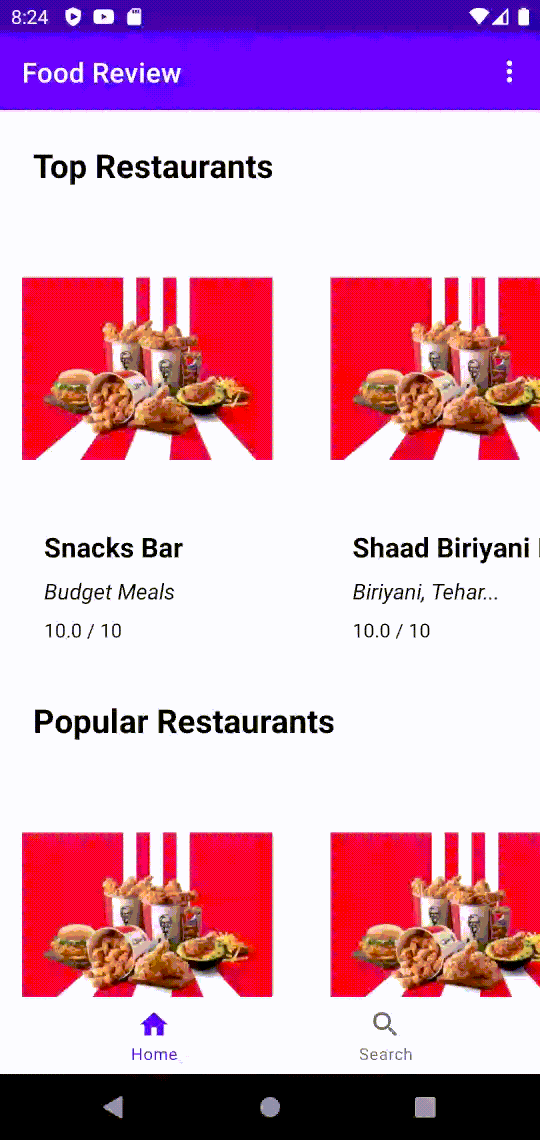 8:24
Food Review
Top Restaurants
Snacks Bar
Shaad Biriyani
Budget Meals
Biriyani, Tehar...
10.0 / 10
10.0 / 10
Popular Restaurants
Home
Search